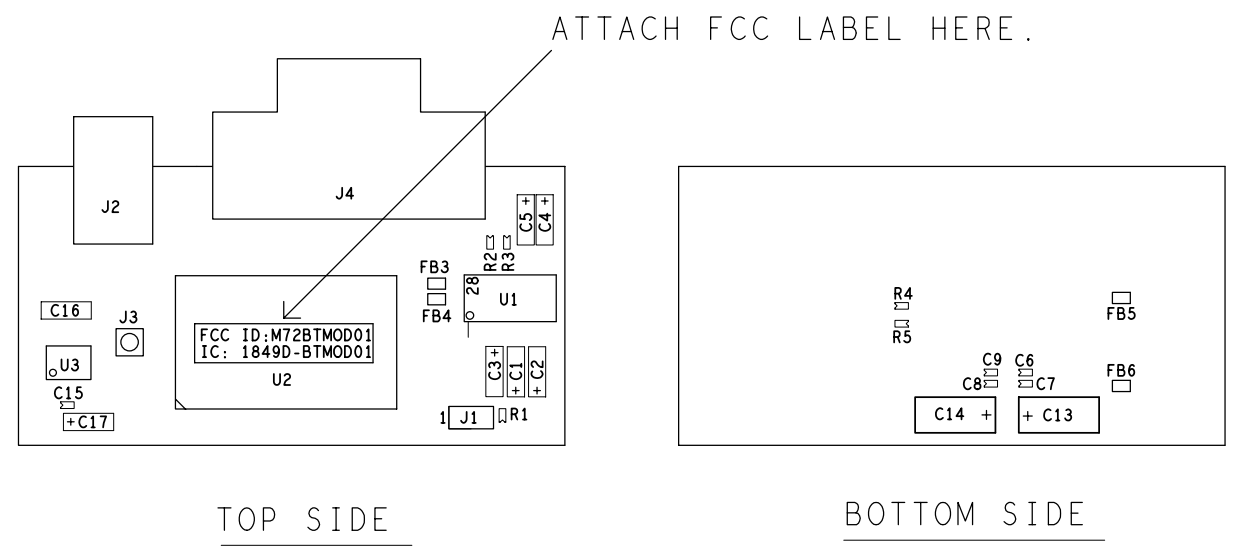 ATTACH FCC LABEL HERE.
J2
J4
C5 +
C4 +
R2
R3
FB3
FB4
28
U1
C16
J3
FCC ID:M72BTMOD01
IC: 1849D-BTMOD01
U2
U3
C15
+C17
C3 +
+C1
+C2
1
J1
R1
TOP SIDE
R4
R5
FB5
C9
C6
C8
C7
FB6
C14 +
+ C13
BOTTOM SIDE